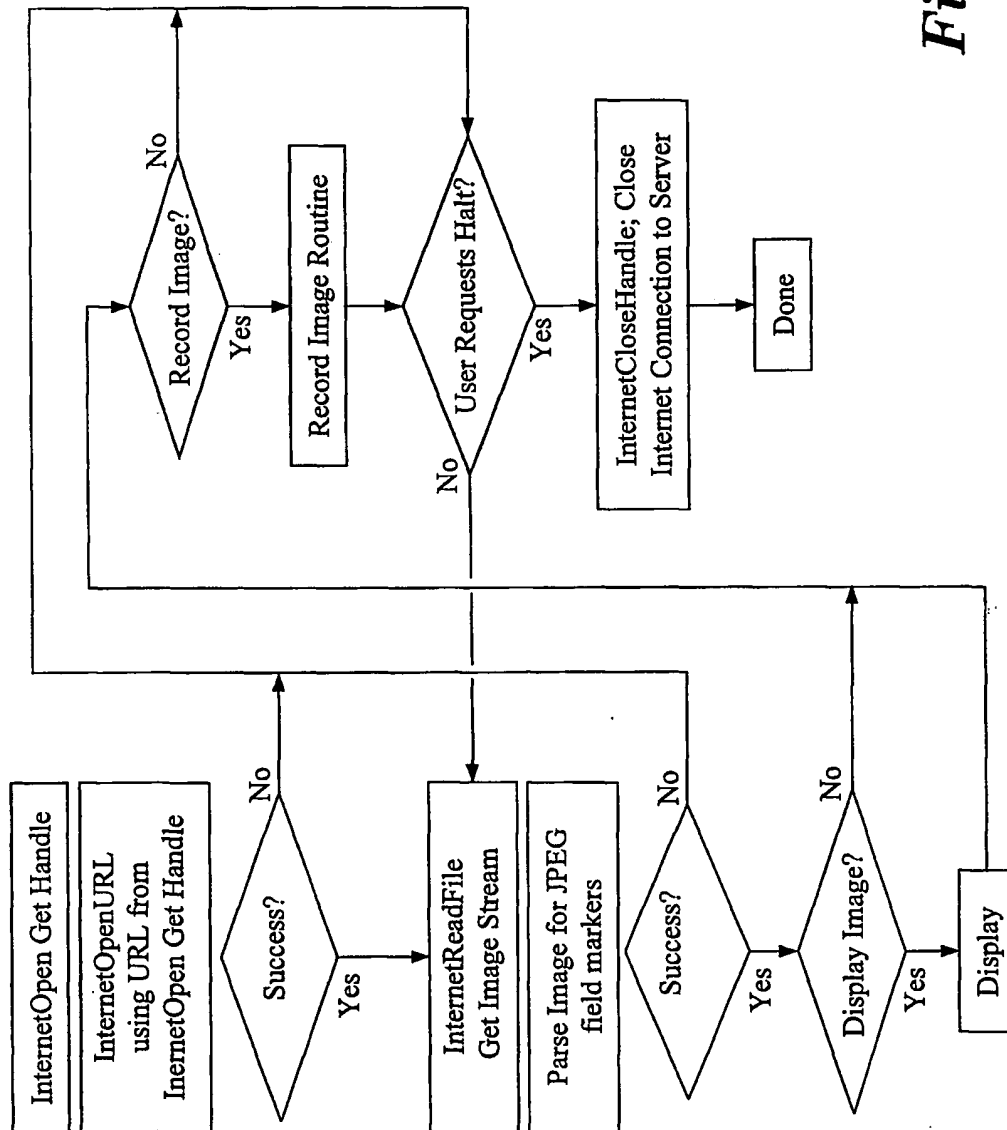 InternetOpen Get Handle
InternetOpenURL
using URL from
InernetOpen Get Handle
Success?
No
Yes
InternetReadFile
Get Image Stream
Parse Image for JPEG
field markers
Success?
No
Yes
Display Image?
No
Yes
Display
Record Image?
No
Yes
Record Image Routine
User Requests Halt?
No
Yes
InternetCloseHandle; Close
Internet Connection to Server
Done